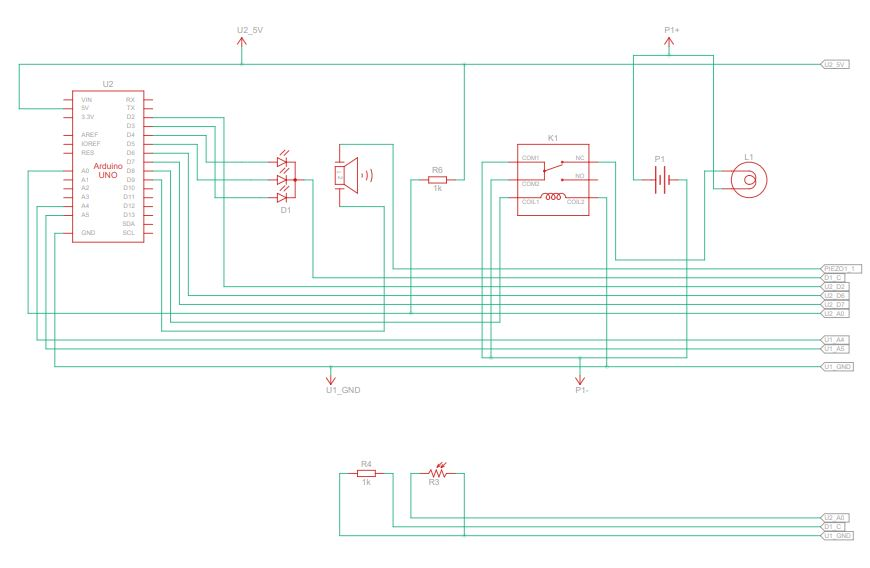 U2_5V
P1+
U2_5V
U2
VIN
5V
3.3V
AREF
IOREF
RES
A0
A1
A2
A3
A4
A5
GND
Arduino
UNO
RX
TX
D2
D3
D4
D5
D6
D7
D8
D9
D10
D11
D12
D13
SDA
SCL
D1
1 2
R6
1k
K1
COM1
COM2
COIL1
NC
NO
COIL2
P1
L1
PIEZO1_1
D1_C
U2_D2
U2_D6
U2_D7
U2_A0
U1_A4
U1_A5
U1_GND
U1_GND
P1-
R4
1k
R3
U2_A0
D1_C
U1_GND